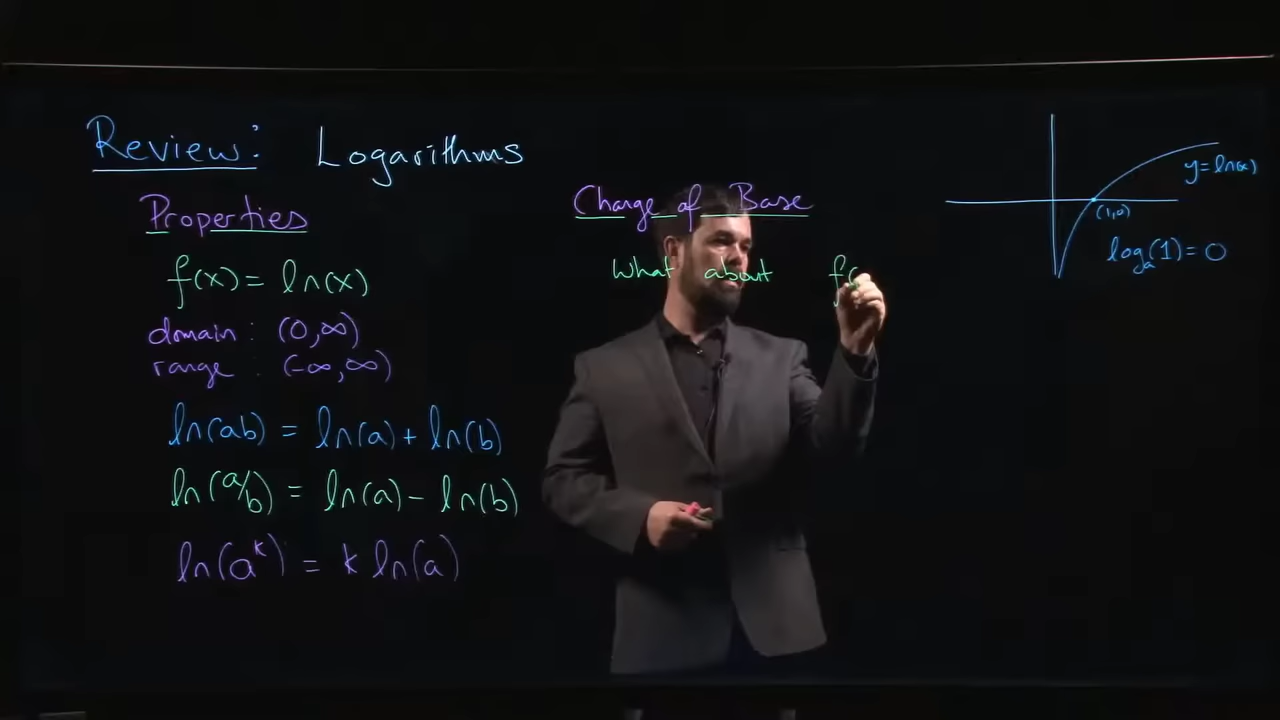 Review: Logarithms
Properties
f(x) = ln(x)
domain : (0,∞)
range : (-∞,∞)
ln(ab) = ln(a) + ln(b)
ln(a/b) = ln(a) - ln(b)
ln(a^k) = k ln(a)
Change of Base
What about f(
y = ln(x)
(1,0)
log_a(1) = 0